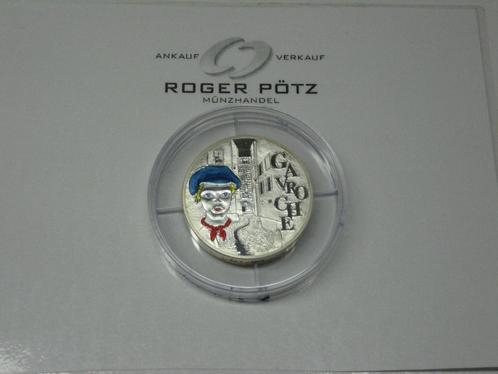 ANKAUF VERKAUF
ROGER PÖTZ
MÜNZHANDEL
GAVROCHE